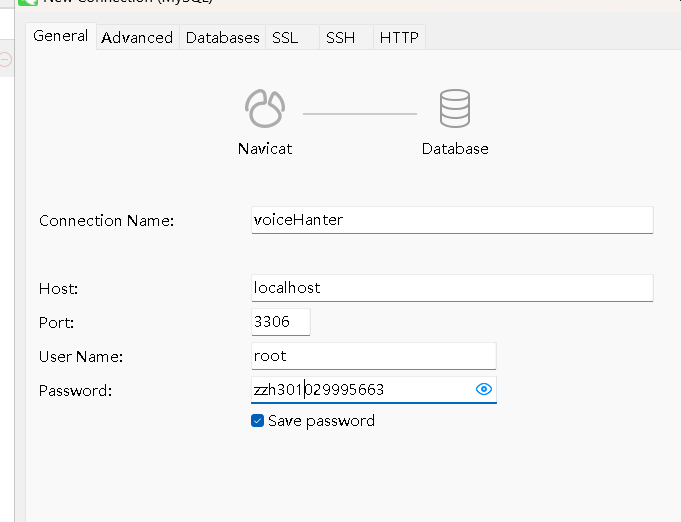 New Connection (MySQL)
General Advanced Databases SSL SSH HTTP
Navicat Database
Connection Name: voiceHanter
Host: localhost
Port: 3306
User Name: root
Password: zzh301029995663
Save password